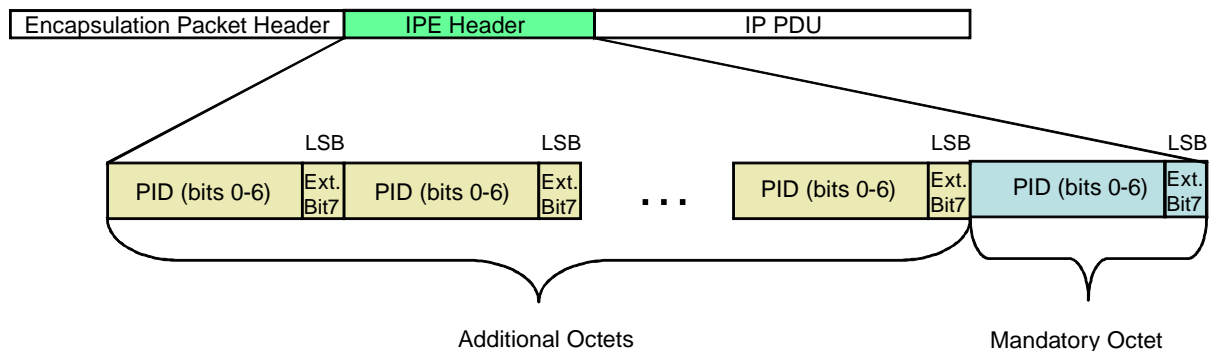 Encapsulation Packet Header IPE Header IP PDU
LSB LSB LSB LSB
PID (bits 0-6) Ext. Bit7 PID (bits 0-6) Ext. Bit7 ... PID (bits 0-6) Ext. Bit7 PID (bits 0-6) Ext. Bit7
Additional Octets Mandatory Octet